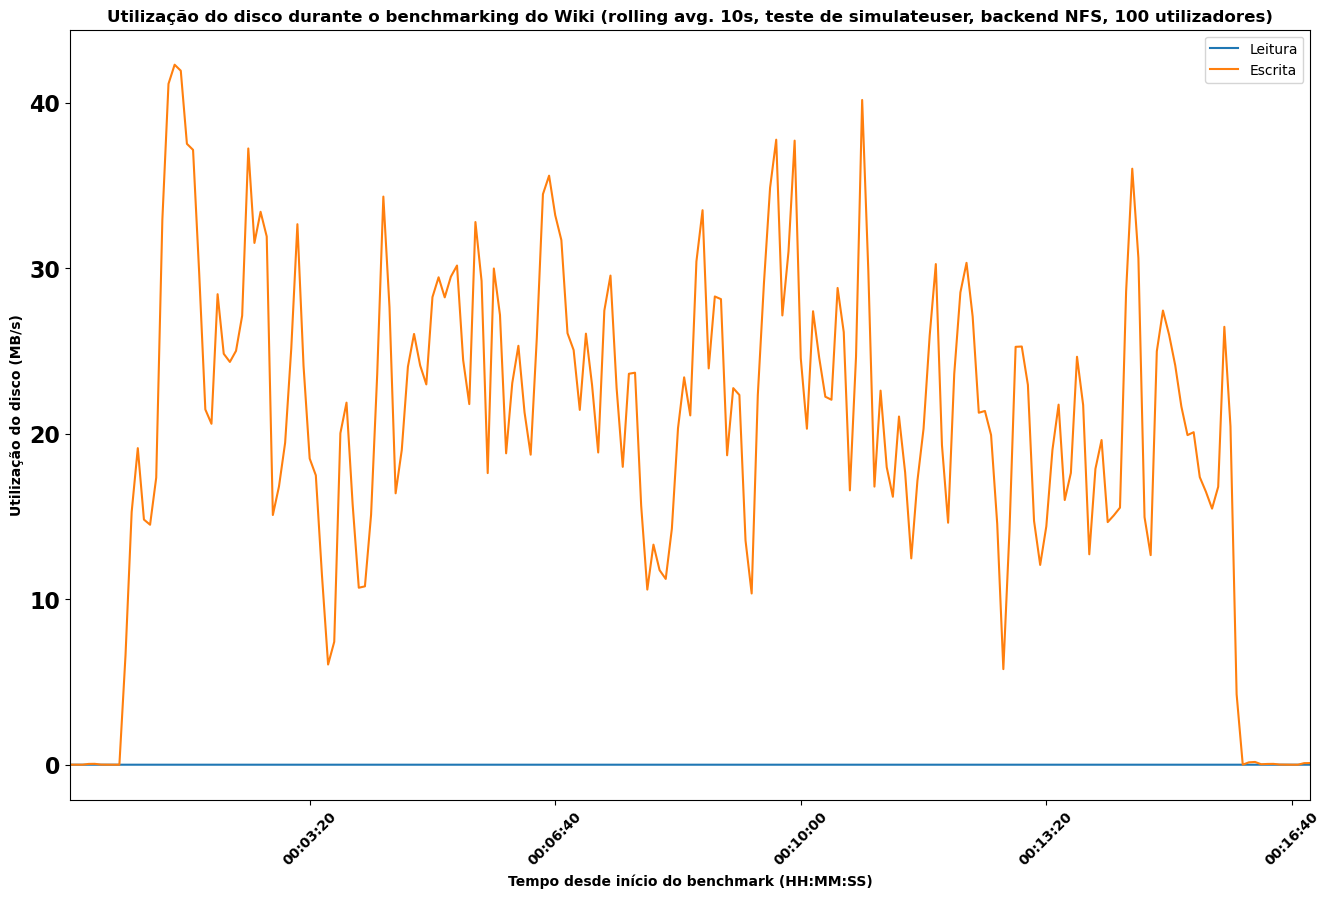 Utilização do disco durante o benchmarking do Wiki (rolling avg. 10s, teste de simulateuser, backend NFS, 100 utilizadores)
Leitura
Escrita
Utilização do disco (MB/s)
40
30
20
10
0
00:03:20
00:06:40
00:10:00
00:13:20
00:16:40
Tempo desde início do benchmark (HH:MM:SS)